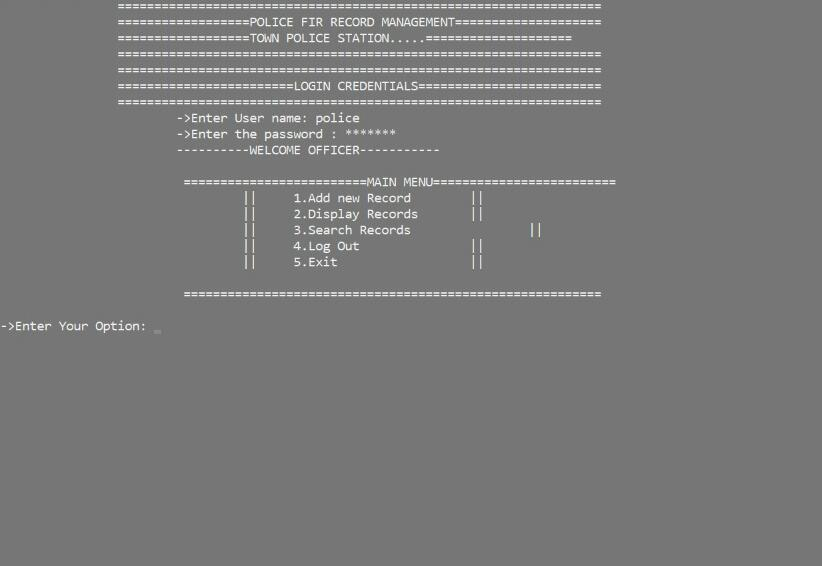 ==================================================================
==================POLICE FIR RECORD MANAGEMENT====================
==================TOWN POLICE STATION.....====================
==================================================================
==================================================================
========================LOGIN CREDENTIALS=========================
==================================================================
->Enter User name: police
->Enter the password : *******
----------WELCOME OFFICER-----------
=========================MAIN MENU=========================
|| 1.Add new Record ||
|| 2.Display Records ||
|| 3.Search Records ||
|| 4.Log Out ||
|| 5.Exit ||
=========================================================
->Enter Your Option: _